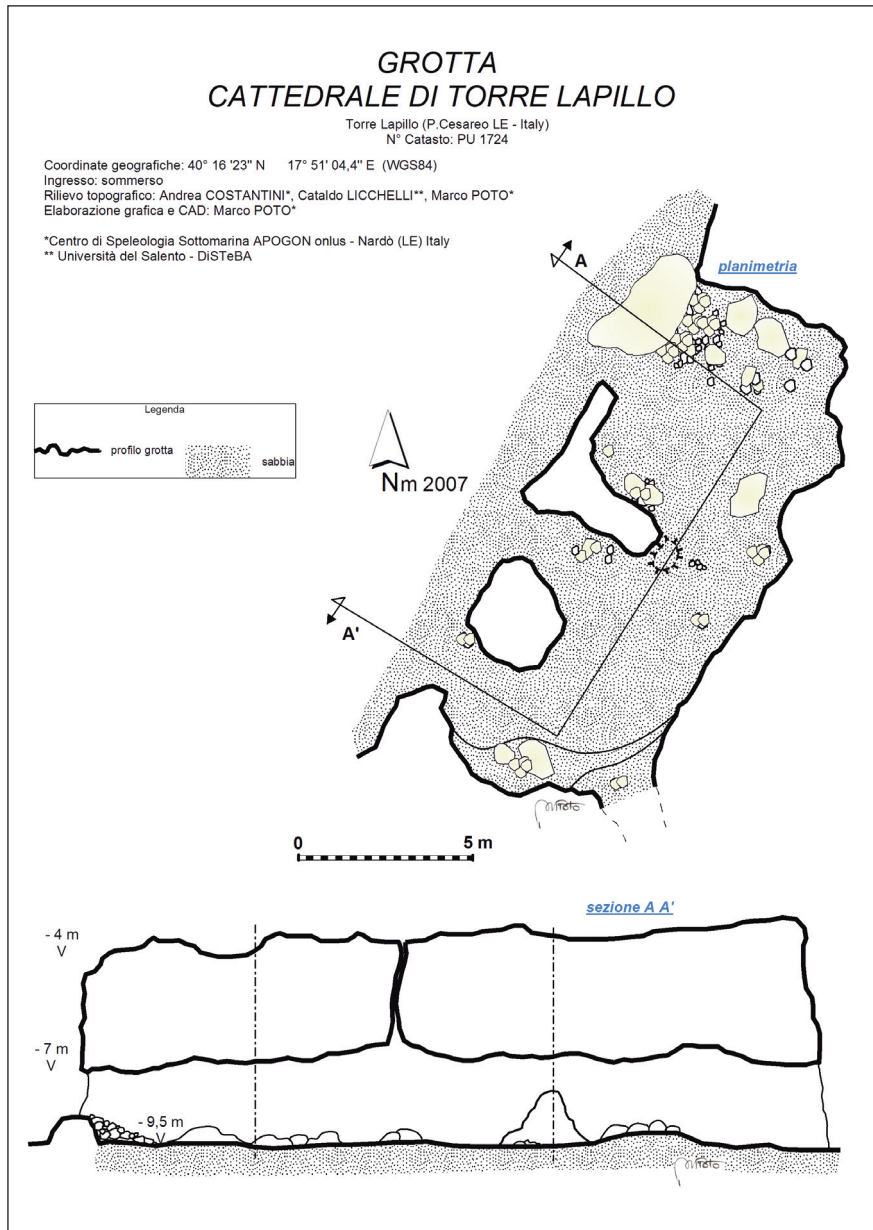 GROTTA
CATTEDRALE DI TORRE LAPILLO
Torre Lapillo (P.Cesareo LE - Italy)
N° Catasto: PU 1724
Coordinate geografiche: 40° 16 '23" N 17° 51' 04,4" E (WGS84)
Ingresso: sommerso
Rilievo topografico: Andrea COSTANTINI*, Cataldo LICCHELLI**, Marco POTO*
Elaborazione grafica e CAD: Marco POTO*
*Centro di Speleologia Sottomarina APOGON onlus - Nardò (LE) Italy
** Università del Salento - DiSTeBA
planimetria
A
Legenda
profilo grotta
sabbia
Nm 2007
A'
0 5 m
sezione A A'
- 4 m
V
- 7 m
V
- 9,5 m
V